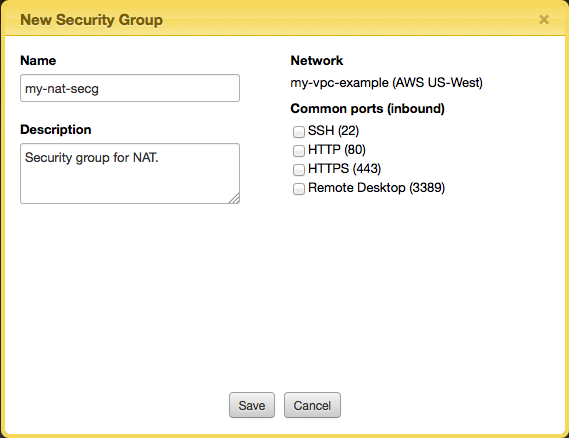 New Security Group
Name
my-nat-secg
Description
Security group for NAT.
Network
my-vpc-example (AWS US-West)
Common ports (inbound)
SSH (22)
HTTP (80)
HTTPS (443)
Remote Desktop (3389)
Save
Cancel